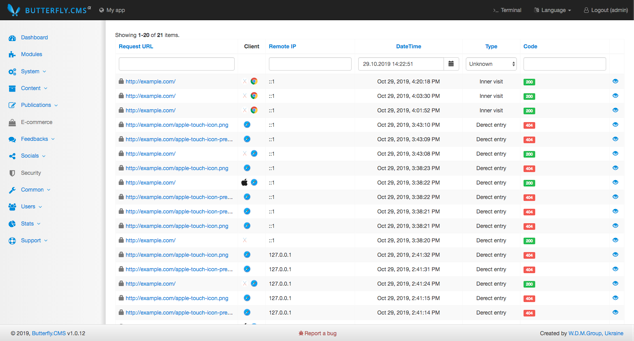 BUTTERFLY.CMS
My app
Terminal
Language
Logout (admin)
Dashboard
Modules
System
Content
Publications
E-commerce
Feedbacks
Socials
Security
Common
Users
Stats
Support
Showing 1-20 of 21 items.
Request URL Client Remote IP DateTime Type Code
29.10.2019 14:22:51 Unknown
http://example.com/ ::1 Oct 29, 2019, 4:20:18 PM Inner visit 200
http://example.com/ ::1 Oct 29, 2019, 4:03:30 PM Inner visit 200
http://example.com/ ::1 Oct 29, 2019, 4:01:52 PM Inner visit 200
http://example.com/apple-touch-icon.png ::1 Oct 29, 2019, 3:43:10 PM Derect entry 404
http://example.com/apple-touch-icon-pre... ::1 Oct 29, 2019, 3:43:09 PM Derect entry 404
http://example.com/ ::1 Oct 29, 2019, 3:43:08 PM Derect entry 200
http://example.com/apple-touch-icon.png ::1 Oct 29, 2019, 3:38:23 PM Derect entry 404
http://example.com/ ::1 Oct 29, 2019, 3:38:22 PM Derect entry 200
http://example.com/apple-touch-icon-pre... ::1 Oct 29, 2019, 3:38:22 PM Derect entry 404
http://example.com/apple-touch-icon-pre... ::1 Oct 29, 2019, 3:38:21 PM Derect entry 404
http://example.com/apple-touch-icon.png ::1 Oct 29, 2019, 3:38:21 PM Derect entry 404
http://example.com/ ::1 Oct 29, 2019, 3:38:20 PM Derect entry 200
http://example.com/apple-touch-icon.png 127.0.0.1 Oct 29, 2019, 2:41:32 PM Derect entry 404
http://example.com/apple-touch-icon-pre... 127.0.0.1 Oct 29, 2019, 2:41:31 PM Derect entry 404
http://example.com/ 127.0.0.1 Oct 29, 2019, 2:41:24 PM Derect entry 200
http://example.com/apple-touch-icon.png 127.0.0.1 Oct 29, 2019, 2:41:15 PM Derect entry 404
http://example.com/apple-touch-icon-pre... 127.0.0.1 Oct 29, 2019, 2:41:14 PM Derect entry 404
© 2019, Butterfly.CMS v1.0.12
Report a bug
Created by W.D.M.Group, Ukraine